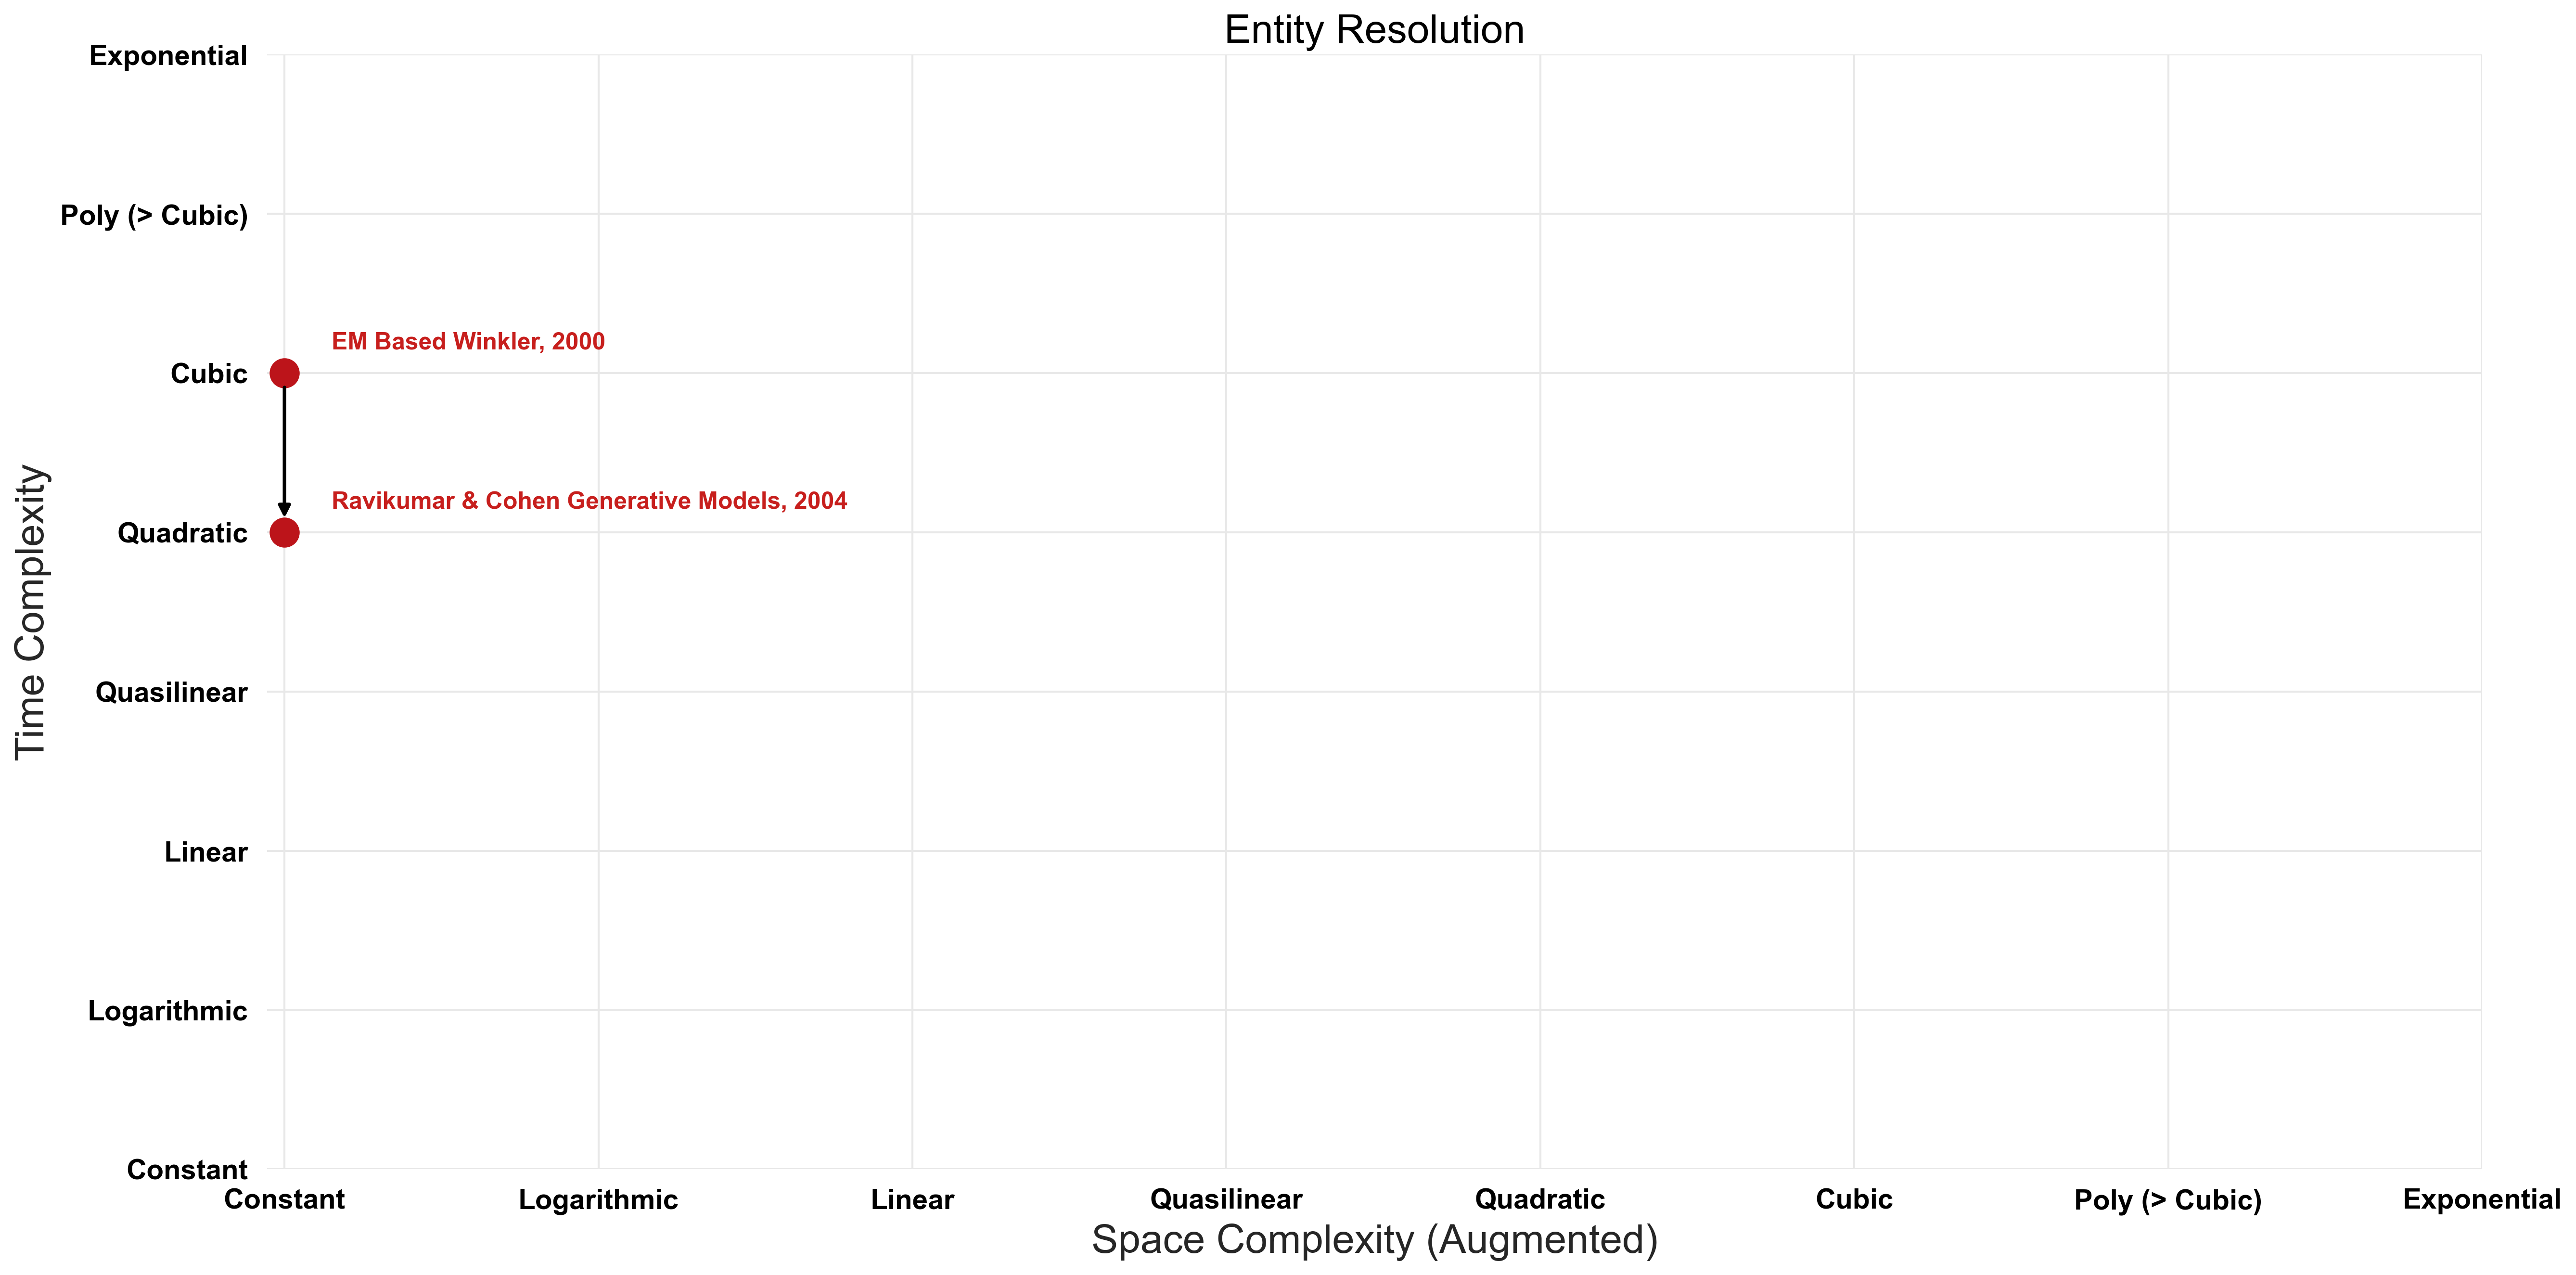 Entity Resolution
Exponential
Poly (> Cubic)
EM Based Winkler, 2000
Cubic
Ravikumar & Cohen Generative Models, 2004
Quadratic
Time Complexity
Quasilinear
Linear
Logarithmic
Constant
Constant Logarithmic Linear Quasilinear Quadratic Cubic Poly (> Cubic) Exponential
Space Complexity (Augmented)